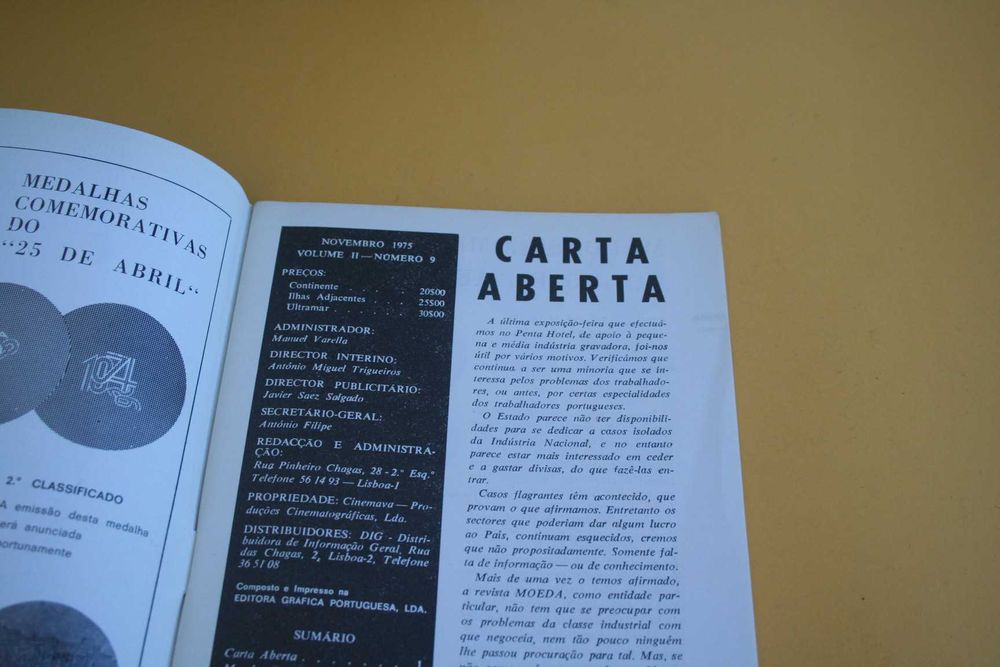 MEDALHAS
COMEMORATIVAS
DO
“25 DE ABRIL“
1974
2.º CLASSIFICADO
A emissão desta medalha
erá anunciada
portunamente
NOVEMBRO 1975
VOLUME II — NÚMERO 9
PREÇOS:
Continente . . . . 20$00
Ilhas Adjacentes . . . 25$00
Ultramar . . . . . 30$00
ADMINISTRADOR:
Manuel Varella
DIRECTOR INTERINO:
António Miguel Trigueiros
DIRECTOR PUBLICITÁRIO:
Javier Saez Salgado
SECRETÁRIO-GERAL:
António Filipe
REDACÇÃO E ADMINISTRA-
ÇÃO:
Rua Pinheiro Chagas, 28 - 2.º Esq.º
Telefone 56 14 93 — Lisboa-1
PROPRIEDADE: Cinemava — Pro-
duções Cinematográficas, Lda.
DISTRIBUIDORES: DIG - Distri-
buidora de Informação Geral, Rua
das Chagas, 2, Lisboa-2, Telefone
36 51 08
Composto e Impresso na
EDITORA GRÁFICA PORTUGUESA, LDA.
SUMÁRIO
Carta Aberta . . . . . . . 1
CARTA
ABERTA
A última exposição-feira que efectuá-
mos no Penta Hotel, de apoio à peque-
na e média indústria gravadora, foi-nos
útil por vários motivos. Verificámos que
continua a ser uma minoria que se in-
teressa pelos problemas dos trabalhado-
res, ou antes, por certas especialidades
dos trabalhadores portugueses.
O Estado parece não ter disponibili-
dades para se dedicar a casos isolados
da Indústria Nacional, e no entanto
parece estar mais interessado em ceder
e a gastar divisas, do que fazê-las en-
trar.
Casos flagrantes têm acontecido, que
provam o que afirmamos. Entretanto os
sectores que poderiam dar algum lucro
ao País, continuam esquecidos, cremos
que não propositadamente. Somente fal-
ta de informação — ou de conhecimento.
Mais de uma vez o temos afirmado,
a revista MOEDA, como entidade par-
ticular, não tem que se preocupar com
os problemas da classe industrial com
que negoceia, nem tão pouco ninguém
lhe passou procuração para tal. Mas, se